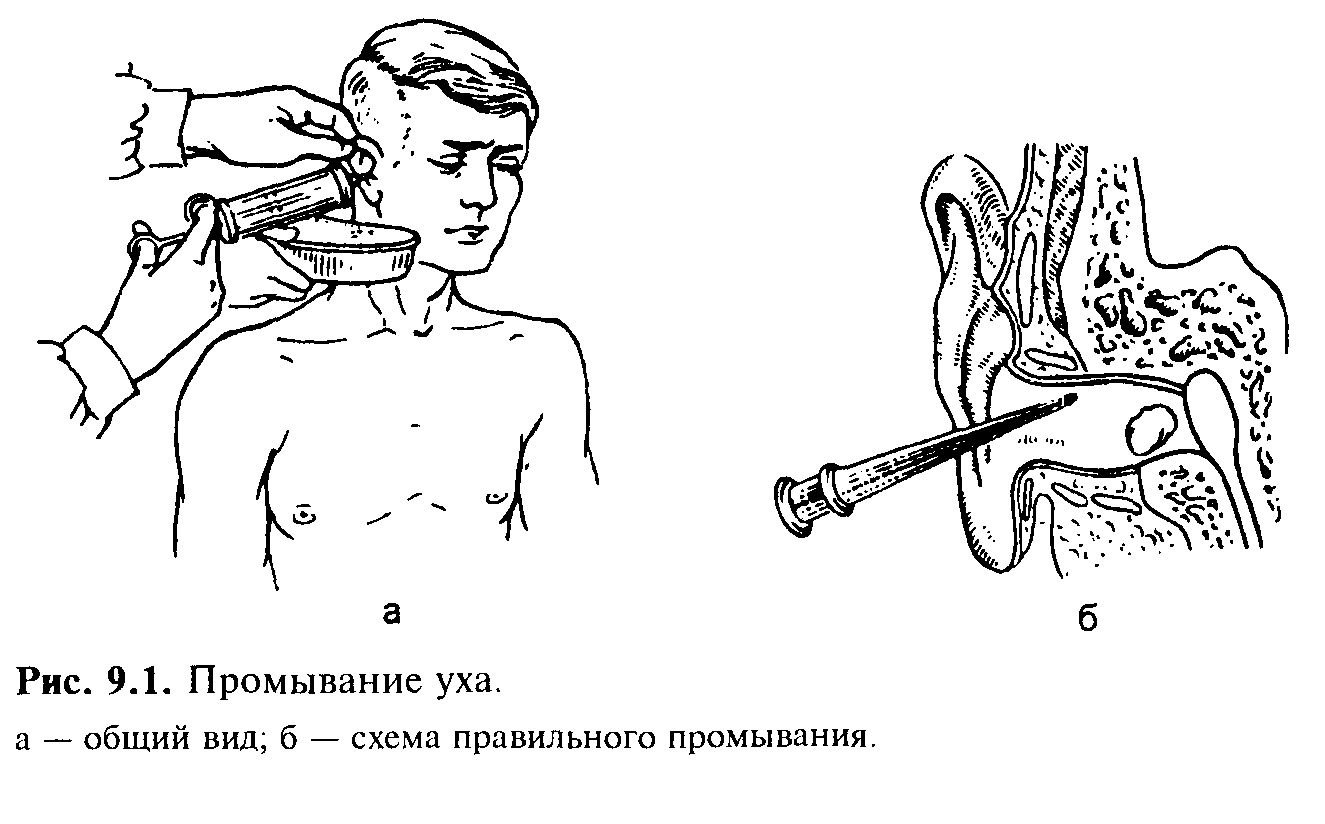 а
б
Рис. 9.1. Промывание уха.
а — общий вид; б — схема правильного промывания.